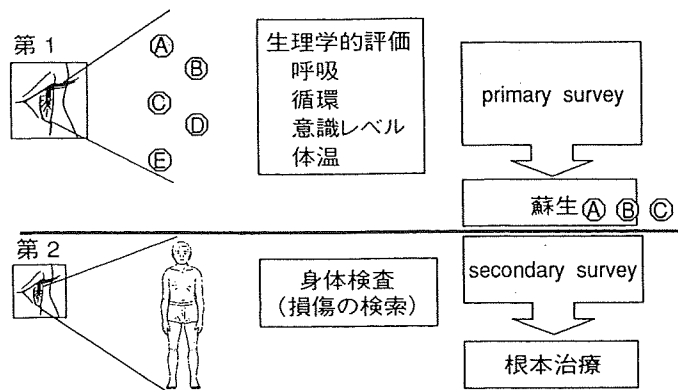 第1
Ⓐ
Ⓑ
Ⓒ
Ⓓ
Ⓔ
生理学的評価
呼吸
循環
意識レベル
体温
primary survey
蘇生Ⓐ Ⓑ Ⓒ
第2
身体検査
(損傷の検索)
secondary survey
根本治療